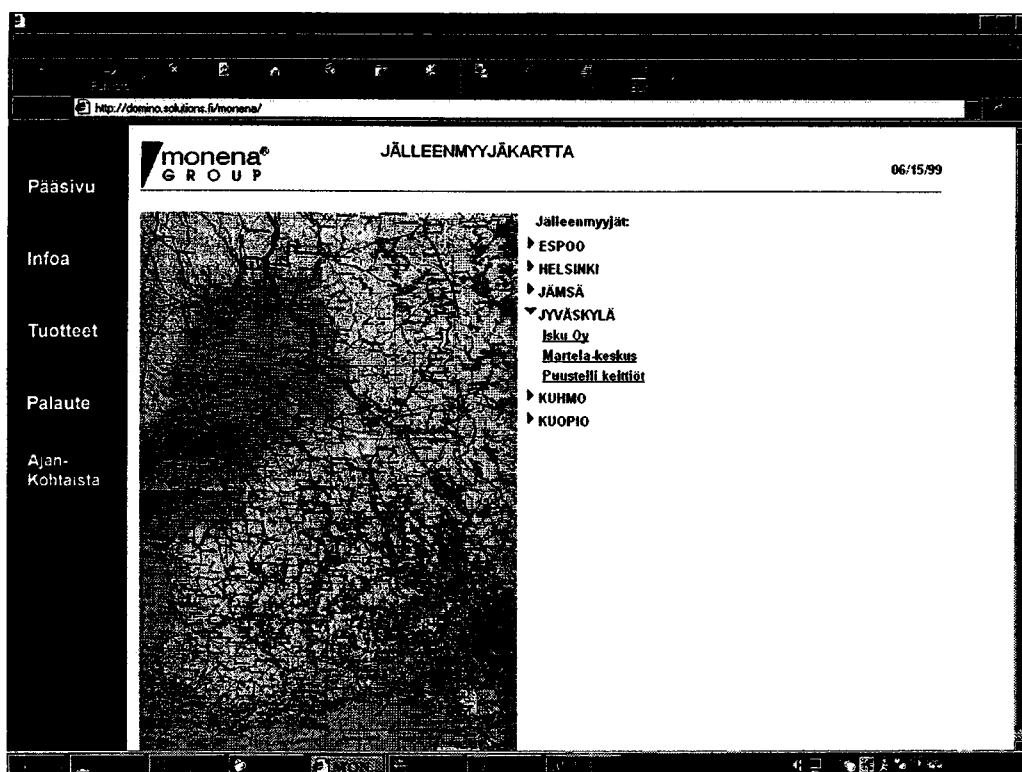 http://domino.solutions.fi/monena/
monena®
GROUP
JÄLLEENMYYJÄKARTTA
06/15/99
Pääsivu
Infoa
Tuotteet
Palaute
Ajan-
Kohtaista
Jälleenmyyjät:
ESPOO
HELSINKI
JÄMSÄ
JYVÄSKYLÄ
Isku Oy
Martela-keskus
Puustelli keittiöt
KUHMO
KUOPIO